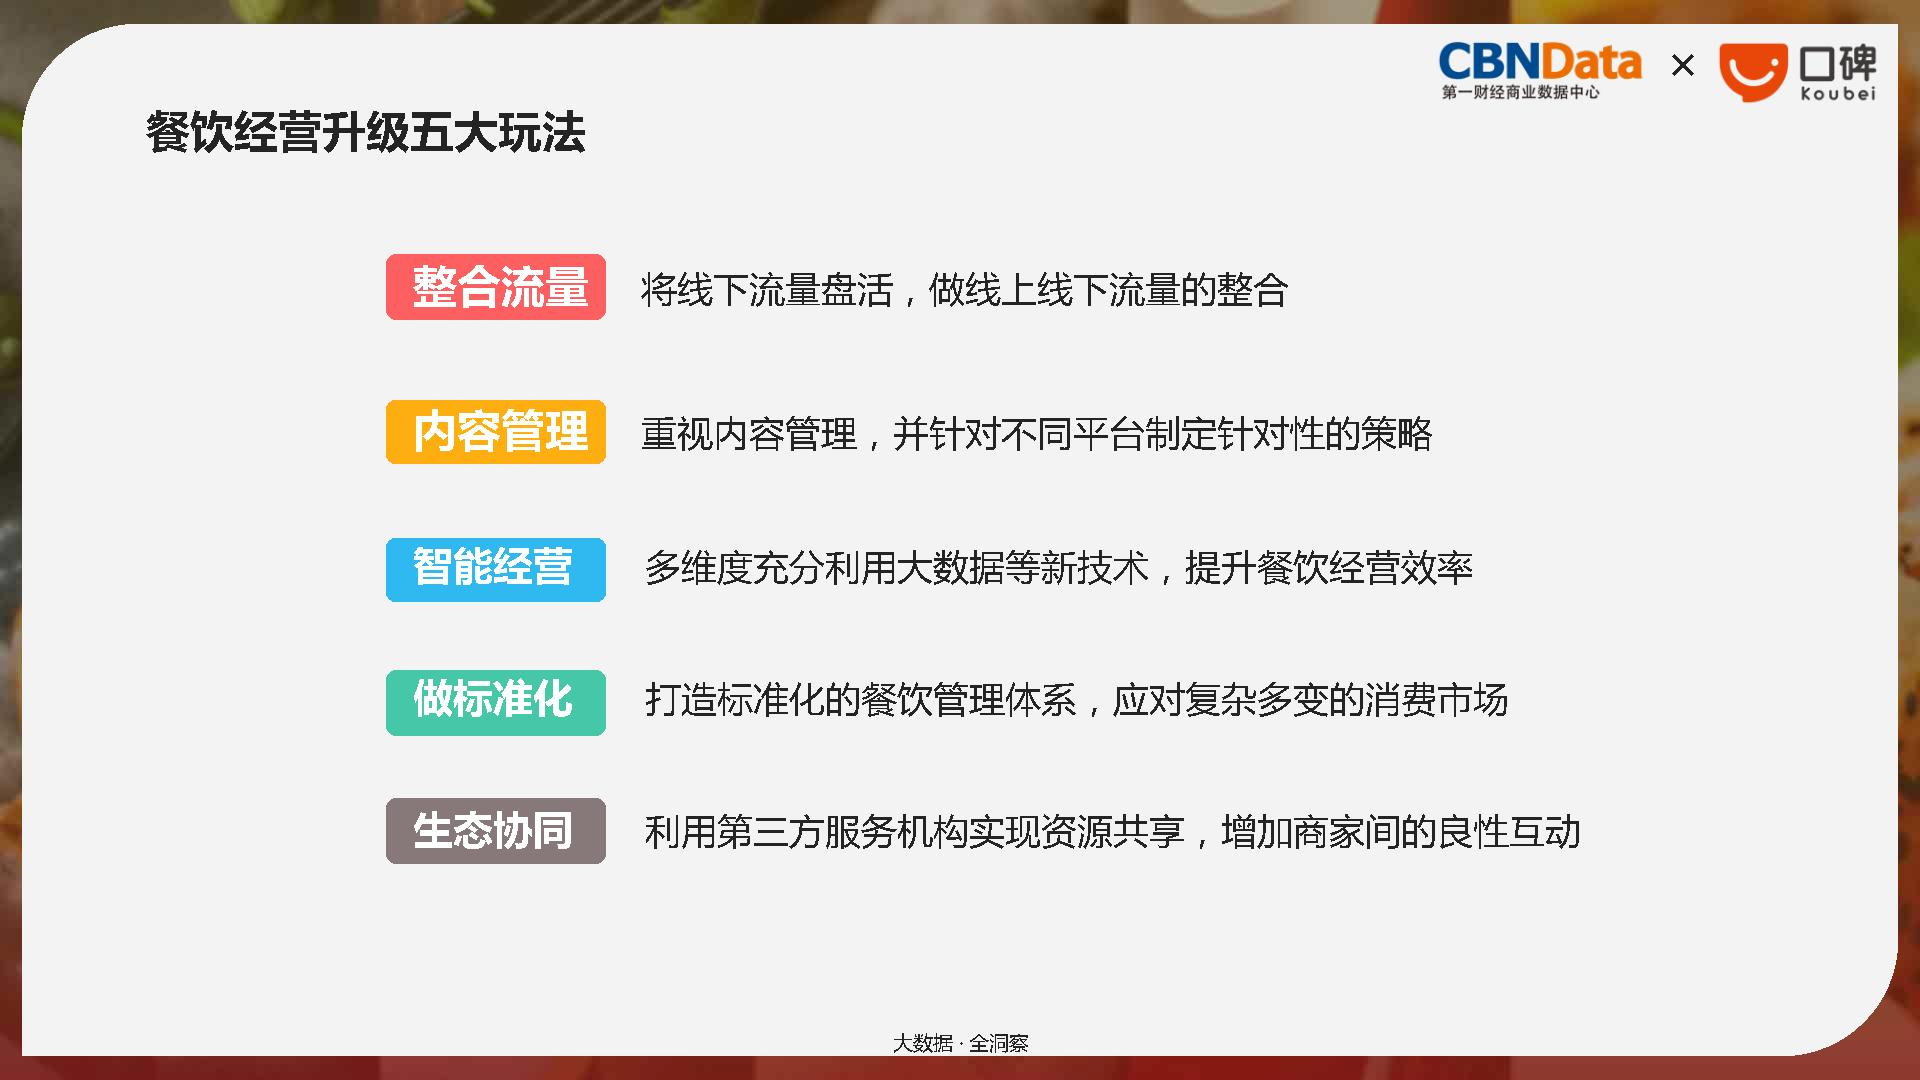 CBNData × 口碑
第一财经商业数据中心 Koubei
餐饮经营升级五大玩法
整合流量 将线下流量盘活，做线上线下流量的整合
内容管理 重视内容管理，并针对不同平台制定针对性的策略
智能经营 多维度充分利用大数据等新技术，提升餐饮经营效率
做标准化 打造标准化的餐饮管理体系，应对复杂多变的消费市场
生态协同 利用第三方服务机构实现资源共享，增加商家间的良性互动
大数据·全洞察